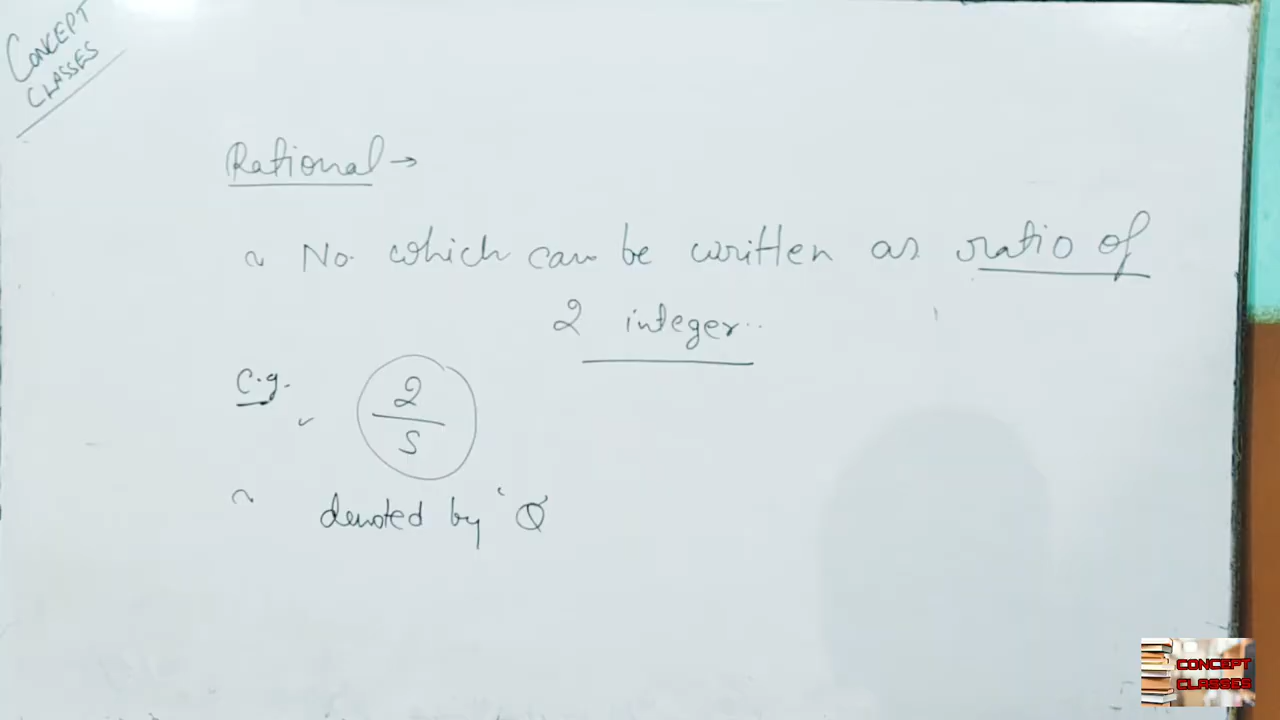 CONCEPT
CLASSES
Rational →
~ No. which can be written as ratio of
2 integer..
e.g.
2
5
~ denoted by 'Q'
CONCEPT
CLASSES